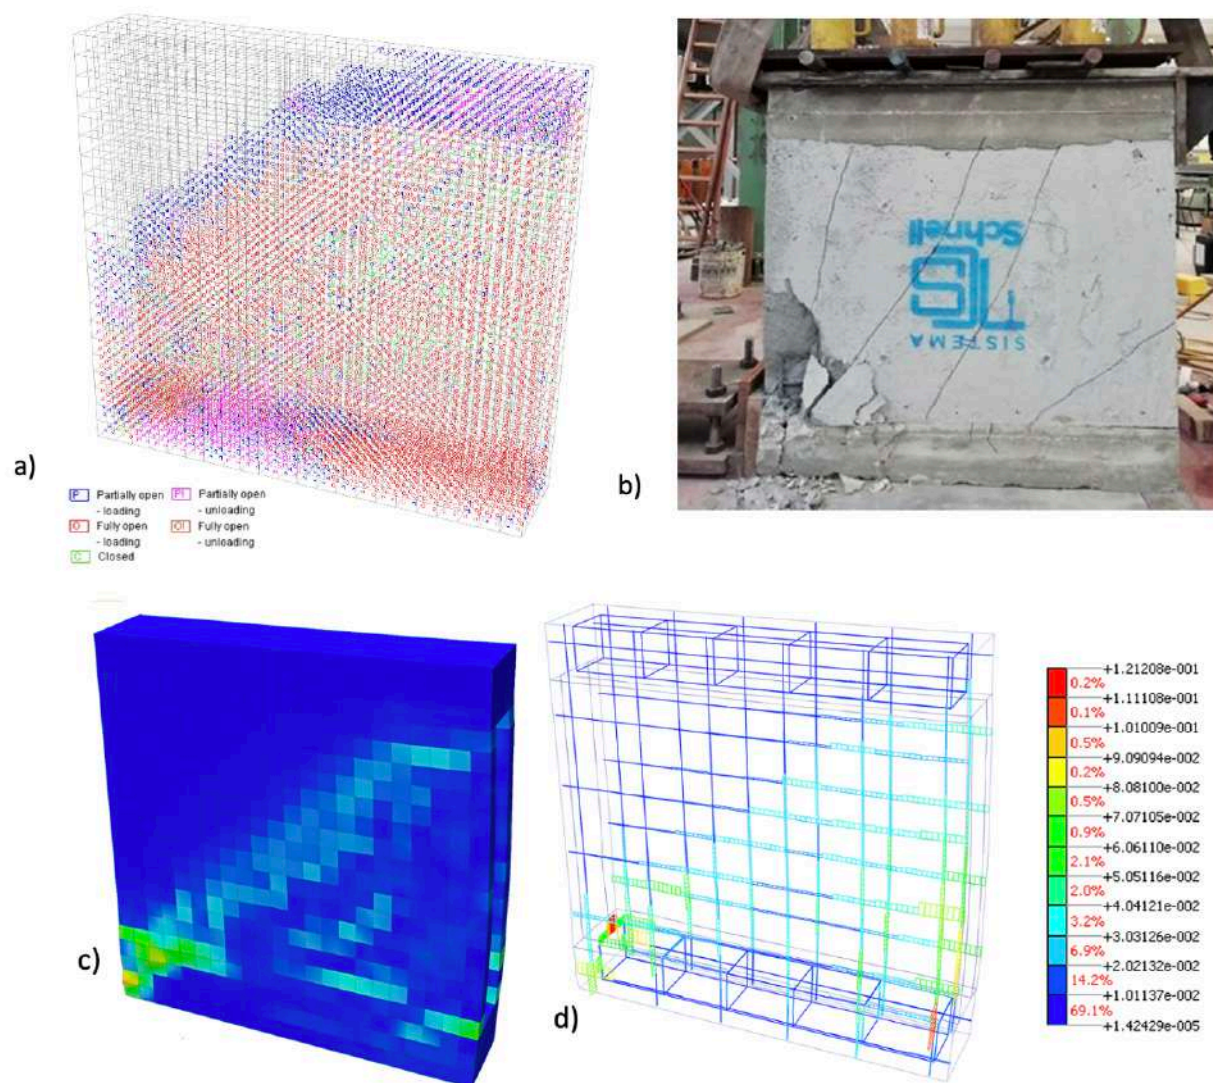 a)
P Partially open
- loading
PI Partially open
- unloading
O Fully open
- loading
OI Fully open
- unloading
C Closed
b)
Schnell
SISTEMA
c)
d)
+1.21208e-001
0.2%
+1.11108e-001
0.1%
+1.01009e-001
0.5%
+9.09094e-002
0.2%
+8.08100e-002
0.5%
+7.07105e-002
0.9%
+6.06110e-002
2.1%
+5.05116e-002
2.0%
+4.04121e-002
3.2%
+3.03126e-002
6.9%
+2.02132e-002
14.2%
+1.01137e-002
69.1%
+1.42429e-005